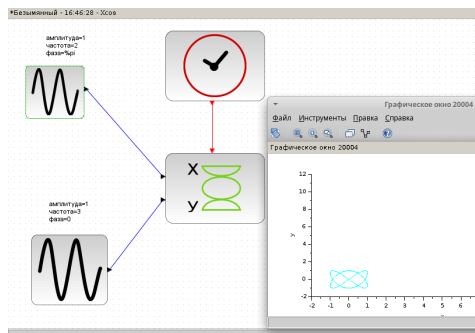 *Безымянный - 16:46:28 - Xcos
амплитуда=1
частота=2
фаза=%pi
X
У
амплитуда=1
частота=3
фаза=0
Графическое окно 20004
Файл Инструменты Правка Справка
Графическое окно 20004
y
12
10
8
6
4
2
0
-2
-2 -1 0 1 2 3 4 5 6